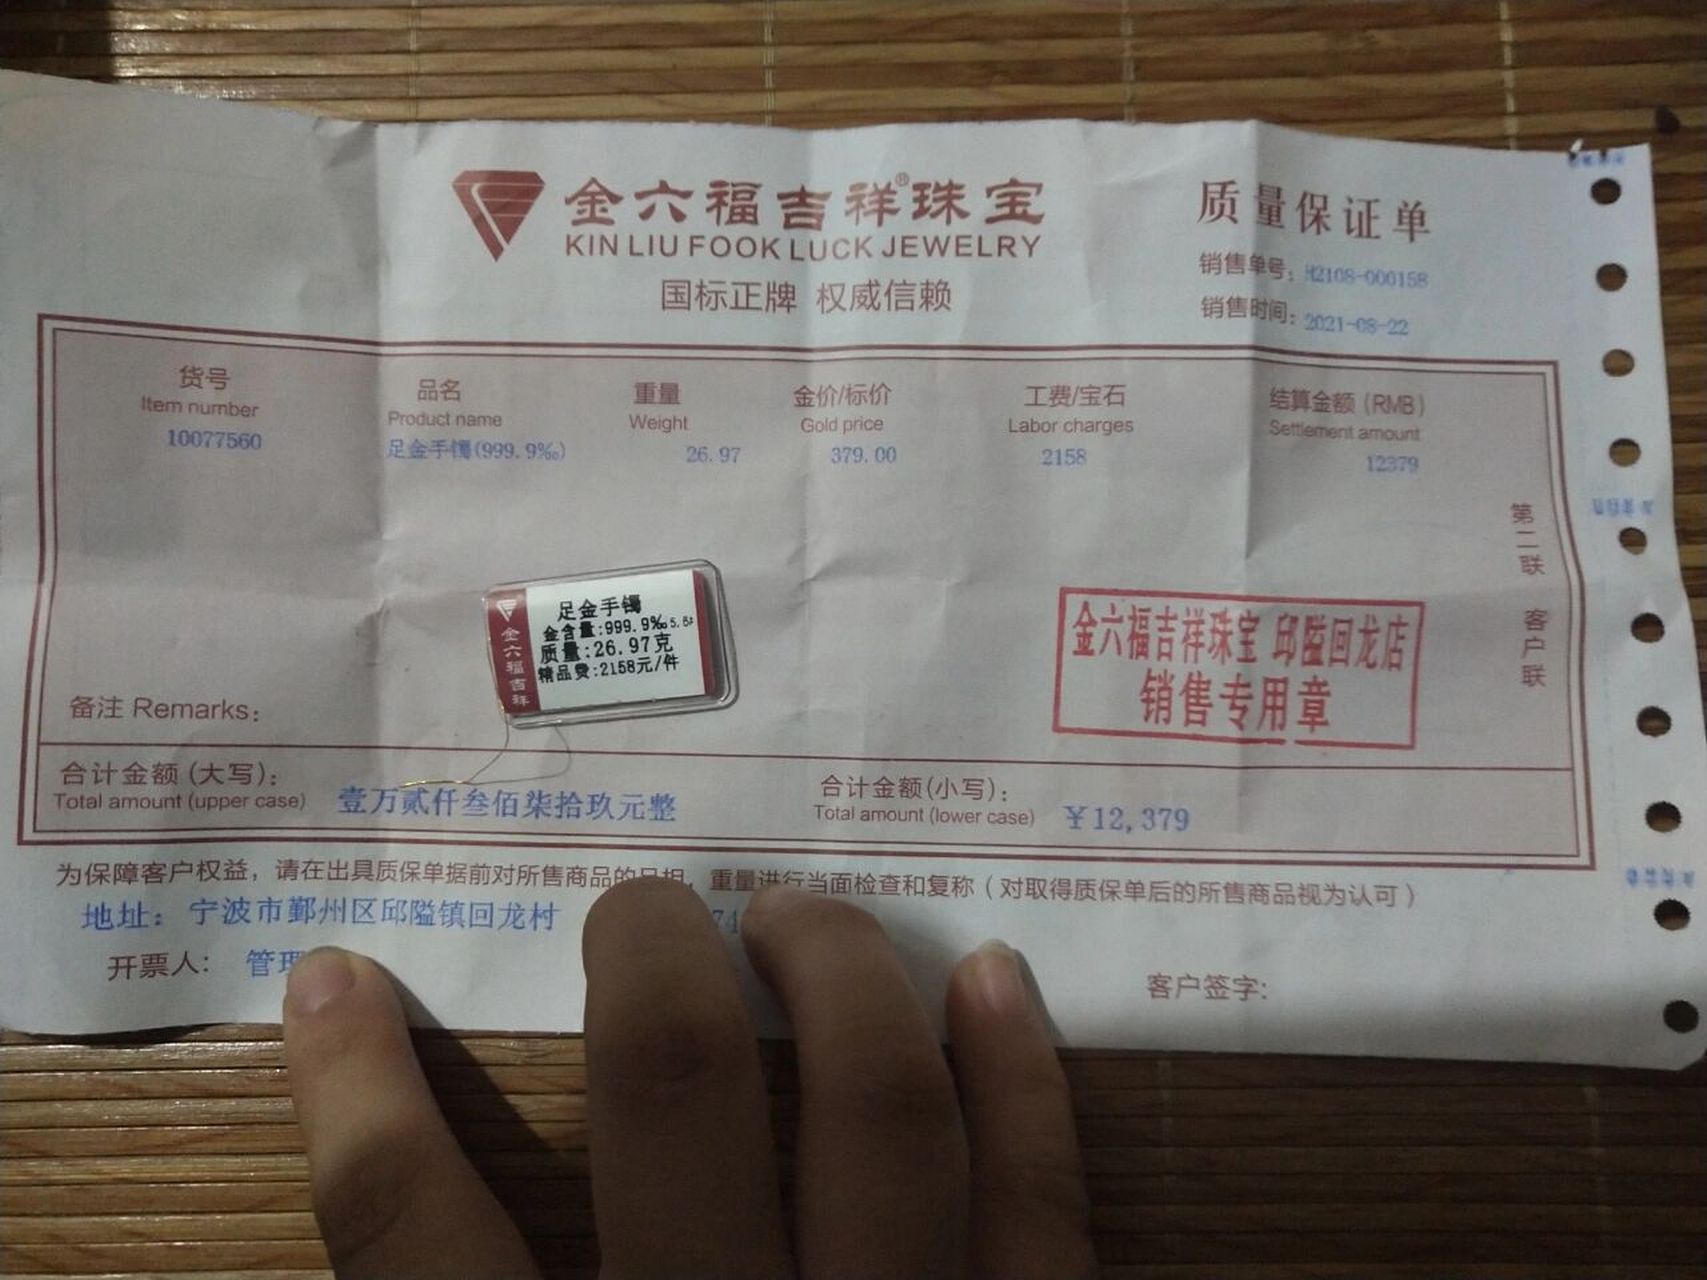 金六福吉祥®珠宝
KIN LIU FOOK LUCK JEWELRY
国标正牌 权威信赖
质量保证单
销售单号：H2108-000158
销售时间：2021-08-22
货号 品名 重量 金价/标价 工费/宝石 结算金额（RMB）
Item number Product name Weight Gold price Labor charges Settlement amount
10077560 足金手镯(999.9‰) 26.97 379.00 2158 12379
第二联 客户联
金六福吉祥
足金手镯
金含量:999.9‰
质量:26.97克
精品费:2158元/件
金六福吉祥珠宝 邱隘回龙店
销售专用章
备注 Remarks：
合计金额（大写）： 壹万贰仟叁佰柒拾玖元整 合计金额(小写)： ￥12,379
Total amount (upper case) Total amount (lower case)
为保障客户权益，请在出具质保单据前对所售商品的品相，重量进行当面检查和复称（对取得质保单后的所售商品视为认可）
地址：宁波市鄞州区邱隘镇回龙村 74
开票人： 管理
客户签字: